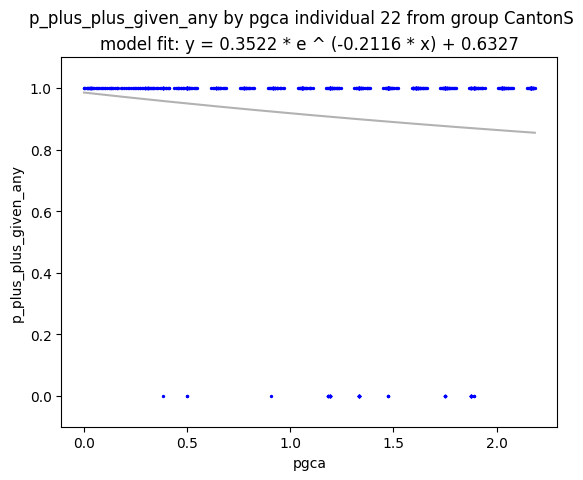 p_plus_plus_given_any by pgca individual 22 from group CantonS
model fit: y = 0.3522 * e ^ (-0.2116 * x) + 0.6327
1.0
0.8
0.6
0.4
0.2
0.0
p_plus_plus_given_any
0.0 0.5 1.0 1.5 2.0
pgca